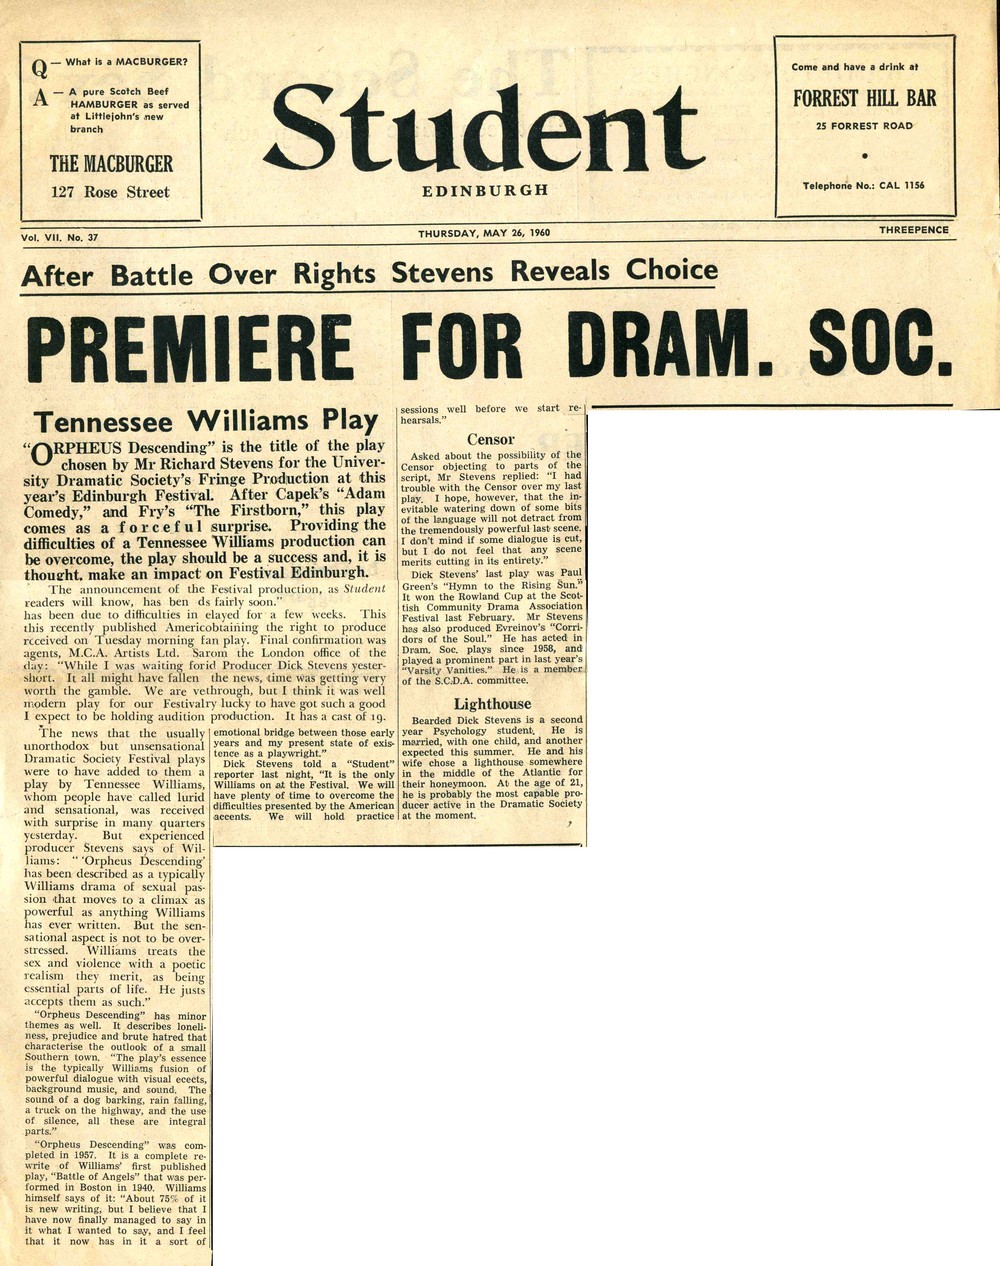 Q — What is a MACBURGER?
A — A pure Scotch Beef
HAMBURGER as served
at Littlejohn's new
branch
THE MACBURGER
127 Rose Street
Student
EDINBURGH
Come and have a drink at
FORREST HILL BAR
25 FORREST ROAD
•
Telephone No.: CAL 1156
Vol. VII. No. 37
THURSDAY, MAY 26, 1960
THREEPENCE
After Battle Over Rights Stevens Reveals Choice
PREMIERE FOR DRAM. SOC.
Tennessee Williams Play
"ORPHEUS Descending" is the title of the play
chosen by Mr Richard Stevens for the Univer-
sity Dramatic Society's Fringe Production at this
year's Edinburgh Festival. After Capek's "Adam
Comedy," and Fry's "The Firstborn," this play
comes as a forceful surprise. Providing the
difficulties of a Tennessee Williams production can
be overcome, the play should be a success and, it is
thought, make an impact on Festival Edinburgh.
The announcement of the Festival production, as Student
readers will know, has ben ds fairly soon."
has been due to difficulties in elayed for a few weeks. This
this recently published Americobtaining the right to produce
received on Tuesday morning fan play. Final confirmation was
agents, M.C.A. Artists Ltd. Sarom the London office of the
day: "While I was waiting forid Producer Dick Stevens yester-
short. It all might have fallen the news, time was getting very
worth the gamble. We are vethrough, but I think it was well
modern play for our Festivalry lucky to have got such a good
I expect to be holding audition production. It has a cast of 19.
The news that the usually
unorthodox but unsensational
Dramatic Society Festival plays
were to have added to them a
play by Tennessee Williams,
whom people have called lurid
and sensational, was received
with surprise in many quarters
yesterday. But experienced
producer Stevens says of Wil-
liams: " 'Orpheus Descending'
has been described as a typically
Williams drama of sexual pas-
sion that moves to a climax as
powerful as anything Williams
has ever written. But the sen-
sational aspect is not to be over-
stressed. Williams treats the
sex and violence with a poetic
realism they merit, as being
essential parts of life. He justs
accepts them as such."
"Orpheus Descending" has minor
themes as well. It describes loneli-
ness, prejudice and brute hatred that
characterise the outlook of a small
Southern town. "The play's essence
is the typically Williams fusion of
powerful dialogue with visual ecects,
background music, and sound. The
sound of a dog barking, rain falling,
a truck on the highway, and the use
of silence, all these are integral
parts."
"Orpheus Descending" was com-
pleted in 1957. It is a complete re-
write of Williams' first published
play, "Battle of Angels" that was per-
formed in Boston in 1940. Williams
himself says of it: "About 75% of it
is new writing, but I believe that I
have now finally managed to say in
it what I wanted to say, and I feel
that it now has in it a sort of
emotional bridge between those early
years and my present state of exis-
tence as a playwright."
Dick Stevens told a "Student"
reporter last night, "It is the only
Williams on at the Festival. We will
have plenty of time to overcome the
difficulties presented by the American
accents. We will hold practice
sessions well before we start re-
hearsals."
Censor
Asked about the possibility of the
Censor objecting to parts of the
script, Mr Stevens replied: "I had
trouble with the Censor over my last
play. I hope, however, that the in-
evitable watering down of some bits
of the language will not detract from
the tremendously powerful last scene.
I don't mind if some dialogue is cut,
but I do not feel that any scene
merits cutting in its entirety."
Dick Stevens' last play was Paul
Green's "Hymn to the Rising Sun."
It won the Rowland Cup at the Scot-
tish Community Drama Association
Festival last February. Mr Stevens
has also produced Evreinov's "Corri-
dors of the Soul." He has acted in
Dram. Soc. plays since 1958, and
played a prominent part in last year's
"Varsity Vanities." He is a member
of the S.C.D.A. committee.
Lighthouse
Bearded Dick Stevens is a second
year Psychology student. He is
married, with one child, and another
expected this summer. He and his
wife chose a lighthouse somewhere
in the middle of the Atlantic for
their honeymoon. At the age of 21,
he is probably the most capable pro-
ducer active in the Dramatic Society
at the moment.